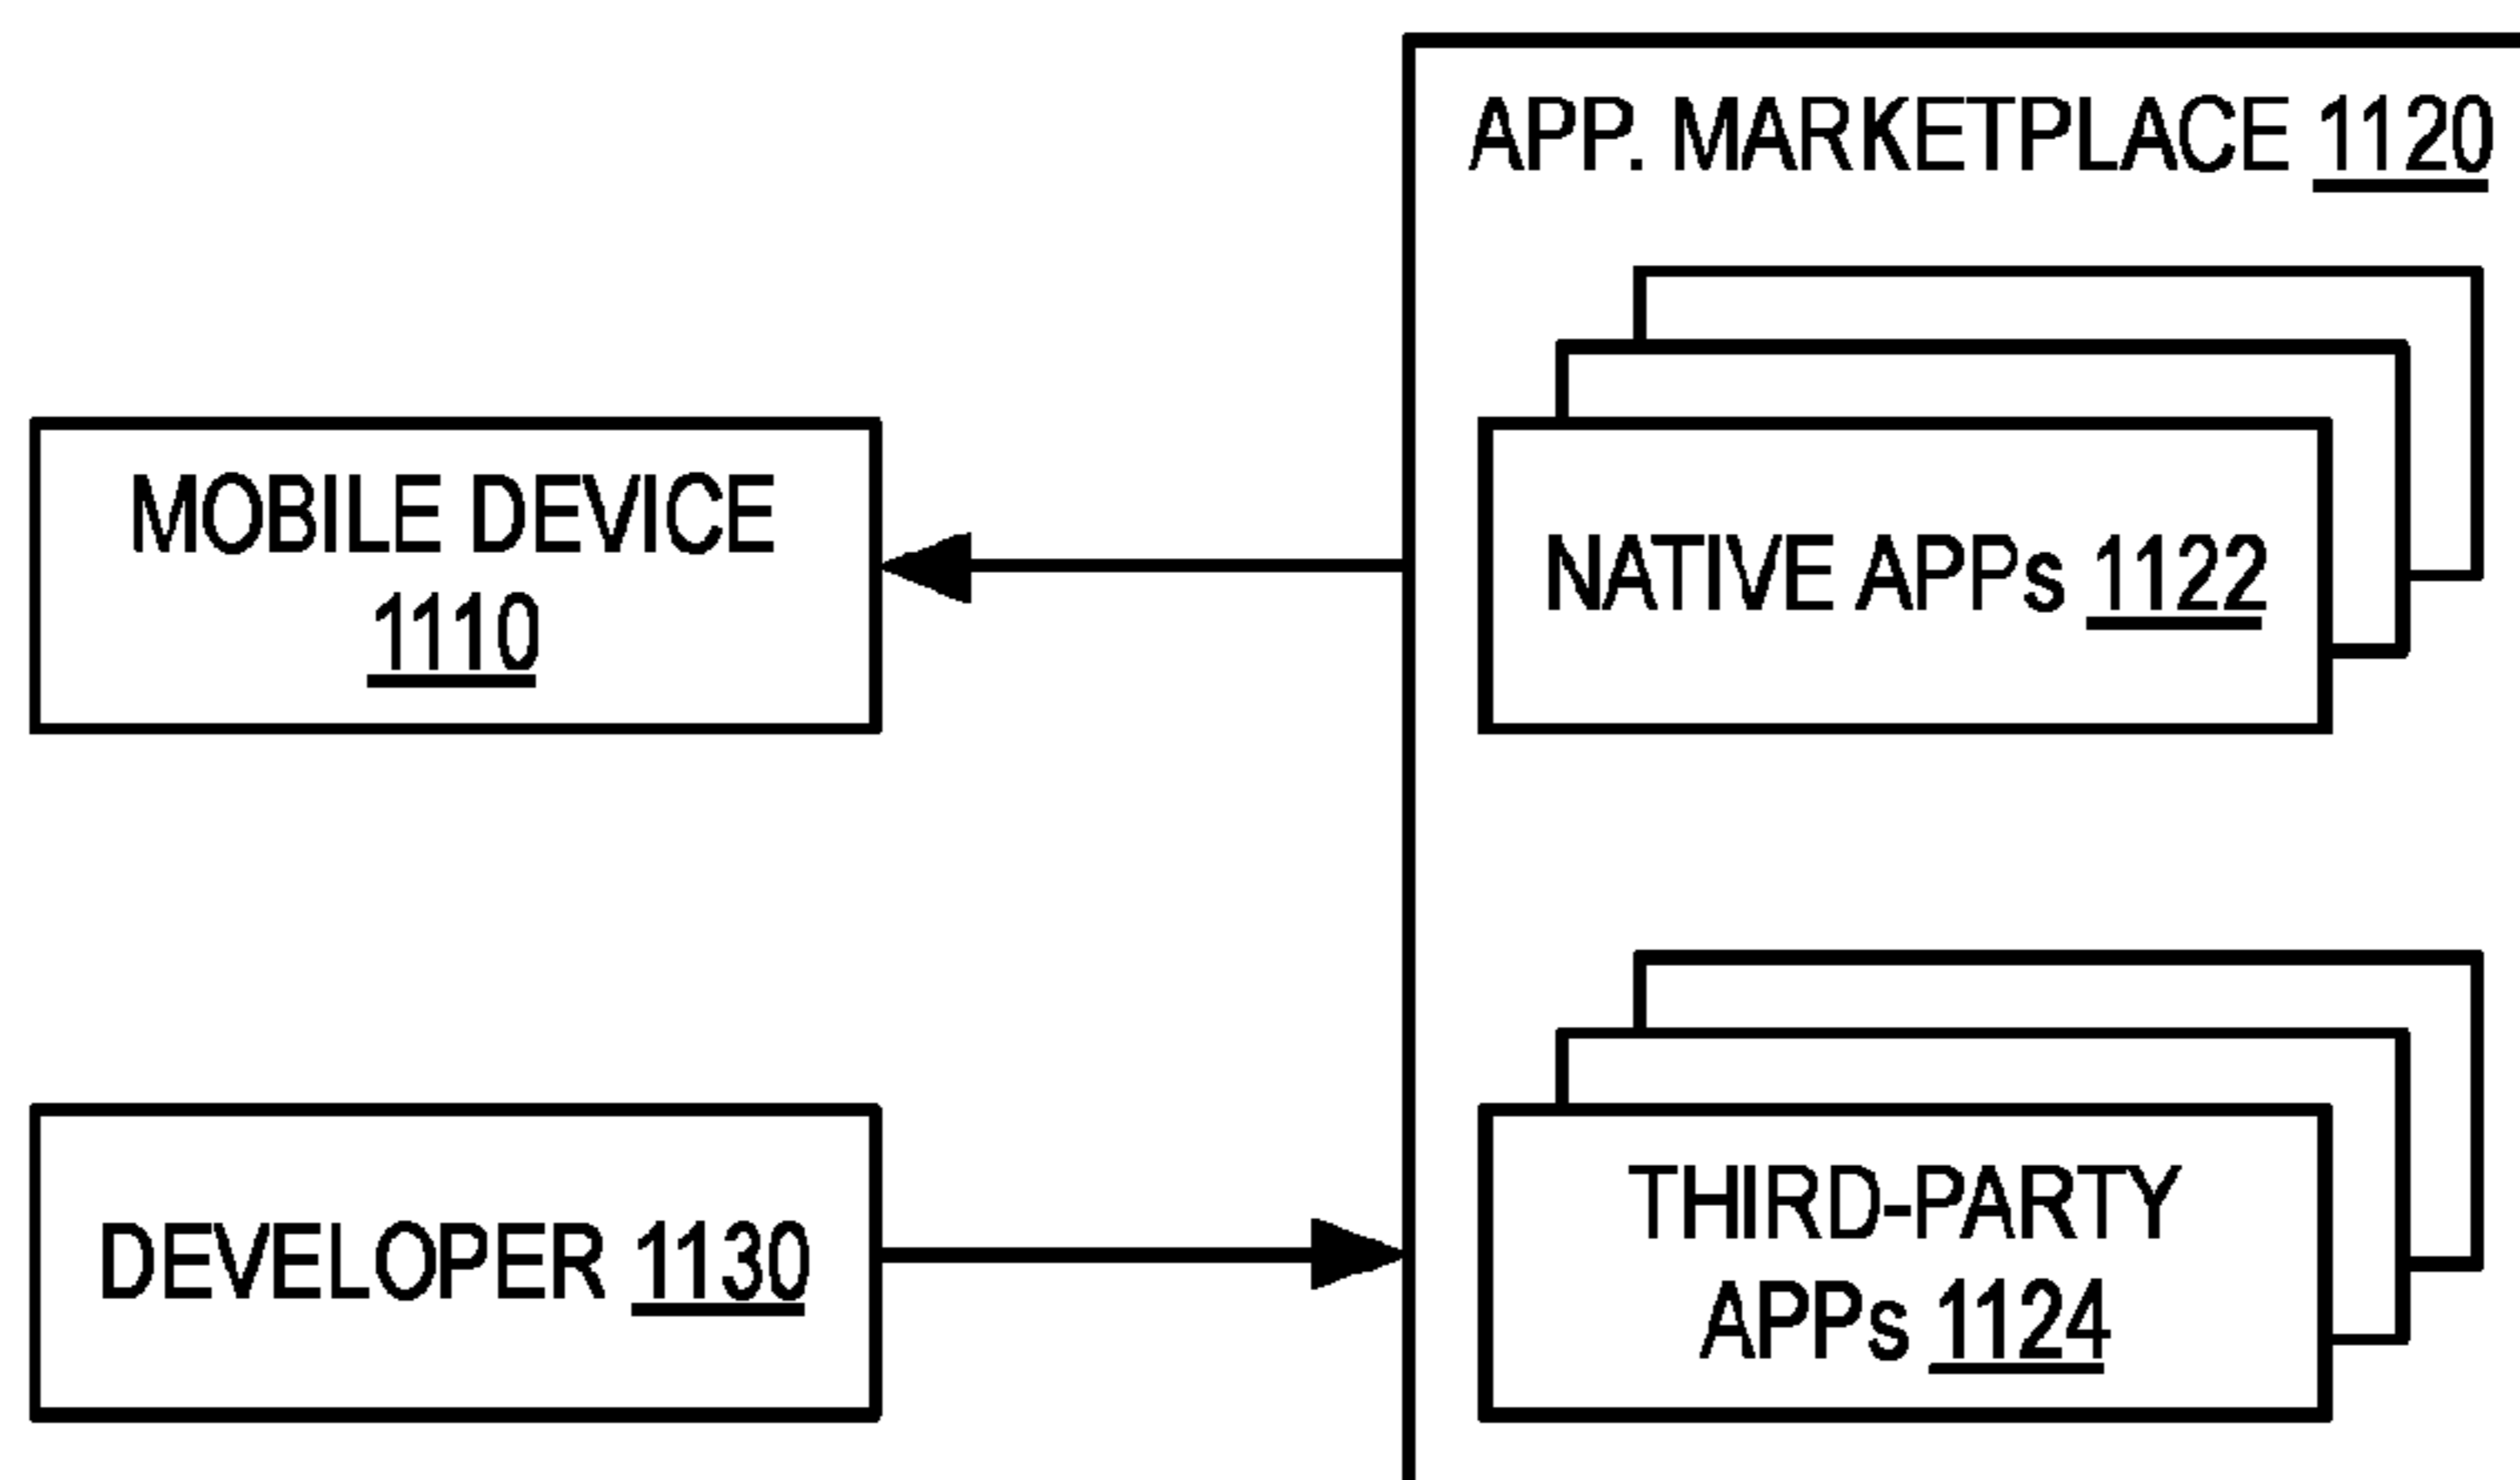 APP. MARKETPLACE 1120
MOBILE DEVICE
1110
NATIVE APPs 1122
DEVELOPER 1130
THIRD-PARTY
APPs 1124